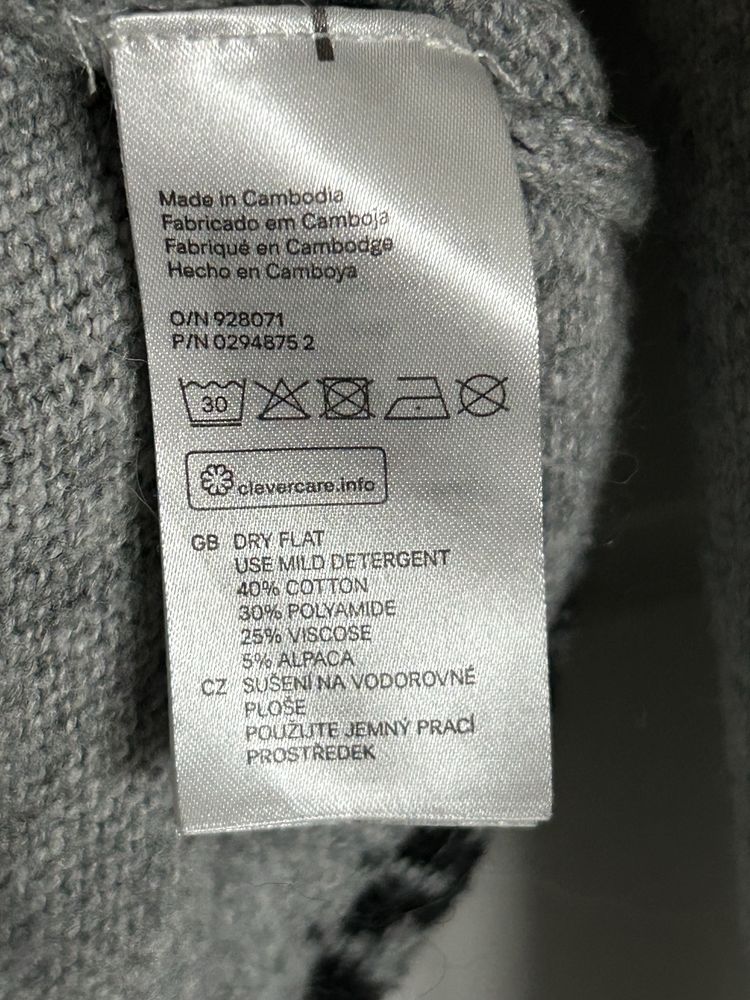 Made in Cambodia
Fabricado em Camboja
Fabriqué en Cambodge
Hecho en Camboya
O/N 928071
P/N 0294875 2
30
clevercare.info
GB DRY FLAT
USE MILD DETERGENT
40% COTTON
30% POLYAMIDE
25% VISCOSE
5% ALPACA
CZ SUŠENÍ NA VODOROVNÉ
PLOŠE
POUŽIJTE JEMNÝ PRACÍ
PROSTŘEDEK